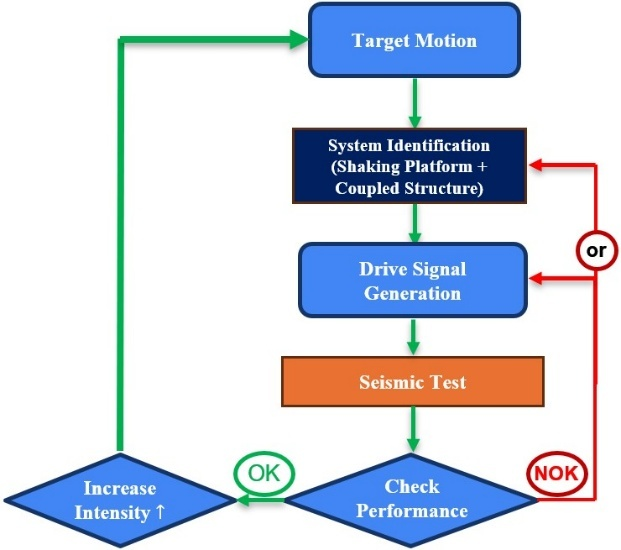 Target Motion
System Identification
(Shaking Platform +
Coupled Structure)
or
Drive Signal
Generation
Seismic Test
OK
NOK
Increase
Intensity ↑
Check
Performance